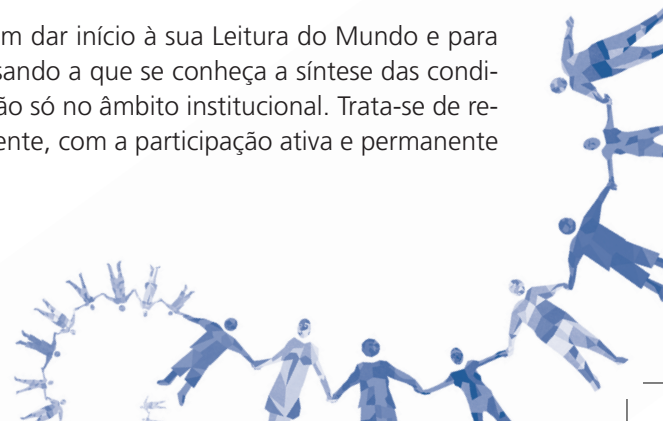 m dar início à sua Leitura do Mundo e para
sando a que se conheça a síntese das condi-
ão só no âmbito institucional. Trata-se de re-
ente, com a participação ativa e permanente